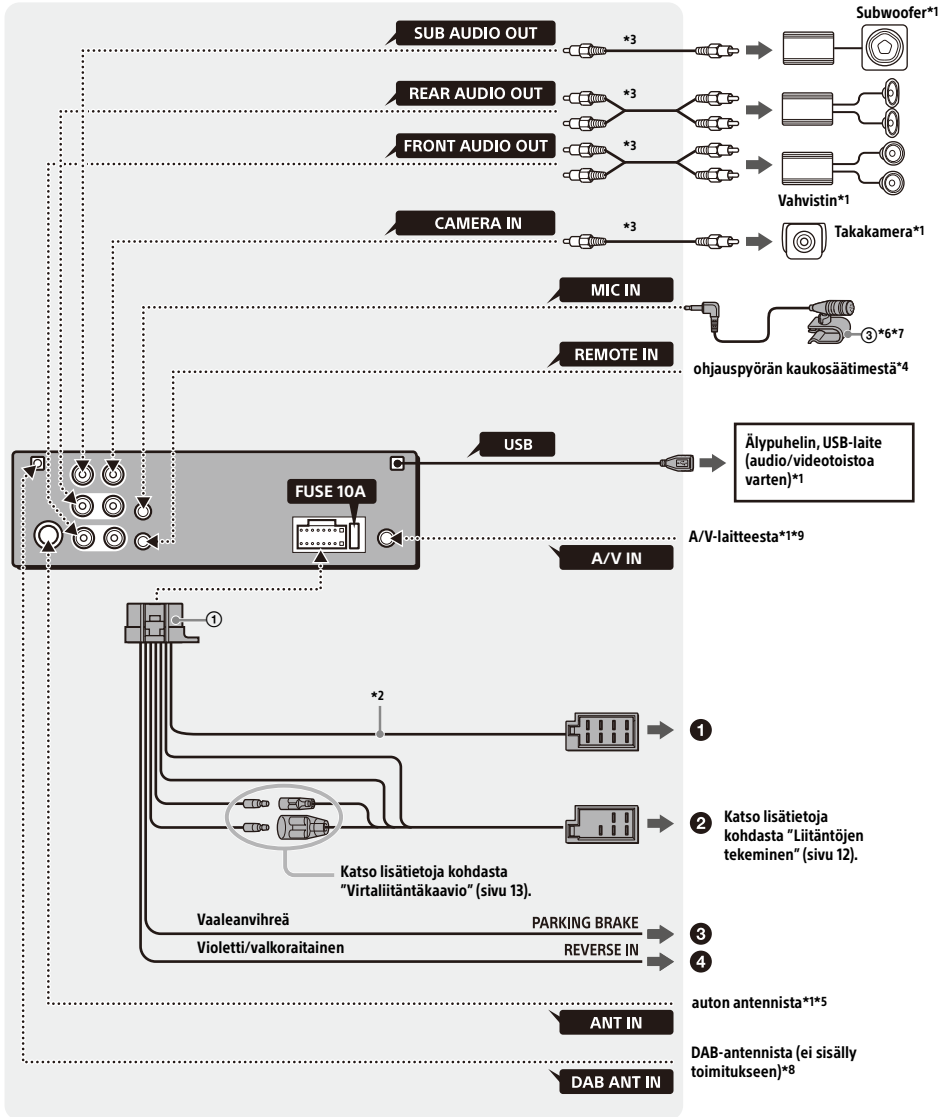 Subwoofer*1
SUB AUDIO OUT
*3
REAR AUDIO OUT
*3
FRONT AUDIO OUT
*3
Vahvistin*1
CAMERA IN
*3
Takakamera*1
MIC IN
③*6*7
REMOTE IN
ohjauspyörän kaukosäätimestä*4
USB
Älypuhelin, USB-laite
(audio/videotoistoa
varten)*1
FUSE 10A
A/V-laitteesta*1*9
A/V IN
①
*2
❶
❷
Katso lisätietoja
kohdasta "Liitäntöjen
tekeminen" (sivu 12).
Katso lisätietoja kohdasta
"Virtaliitäntäkaavio" (sivu 13).
Vaaleanvihreä
PARKING BRAKE
❸
Violetti/valkoraitainen
REVERSE IN
❹
auton antennista*1*5
ANT IN
DAB-antennista (ei sisälly
toimitukseen)*8
DAB ANT IN